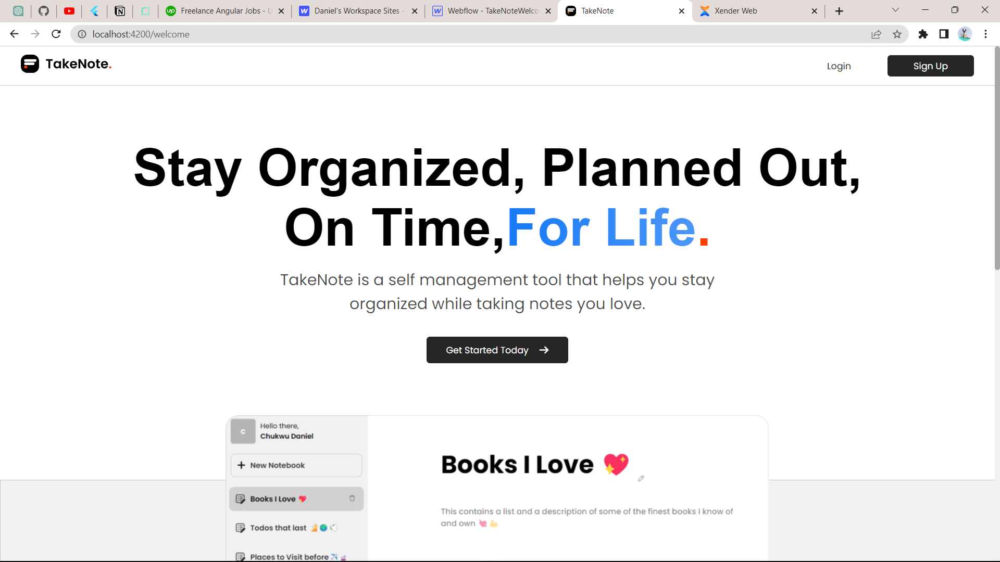 Freelance Angular Jobs - U
Daniel's Workspace Sites -
Webflow - TakeNoteWelco
TakeNote
Xender Web
localhost:4200/welcome
TakeNote.
Login
Sign Up
Stay Organized, Planned Out,
On Time,For Life.
TakeNote is a self management tool that helps you stay
organized while taking notes you love.
Get Started Today →
C
Hello there,
Chukwu Daniel
+ New Notebook
Books I Love 💖
Todos that last
Places to Visit before
Books I Love 💖
This contains a list and a description of some of the finest books I know of
and own 💘 💪